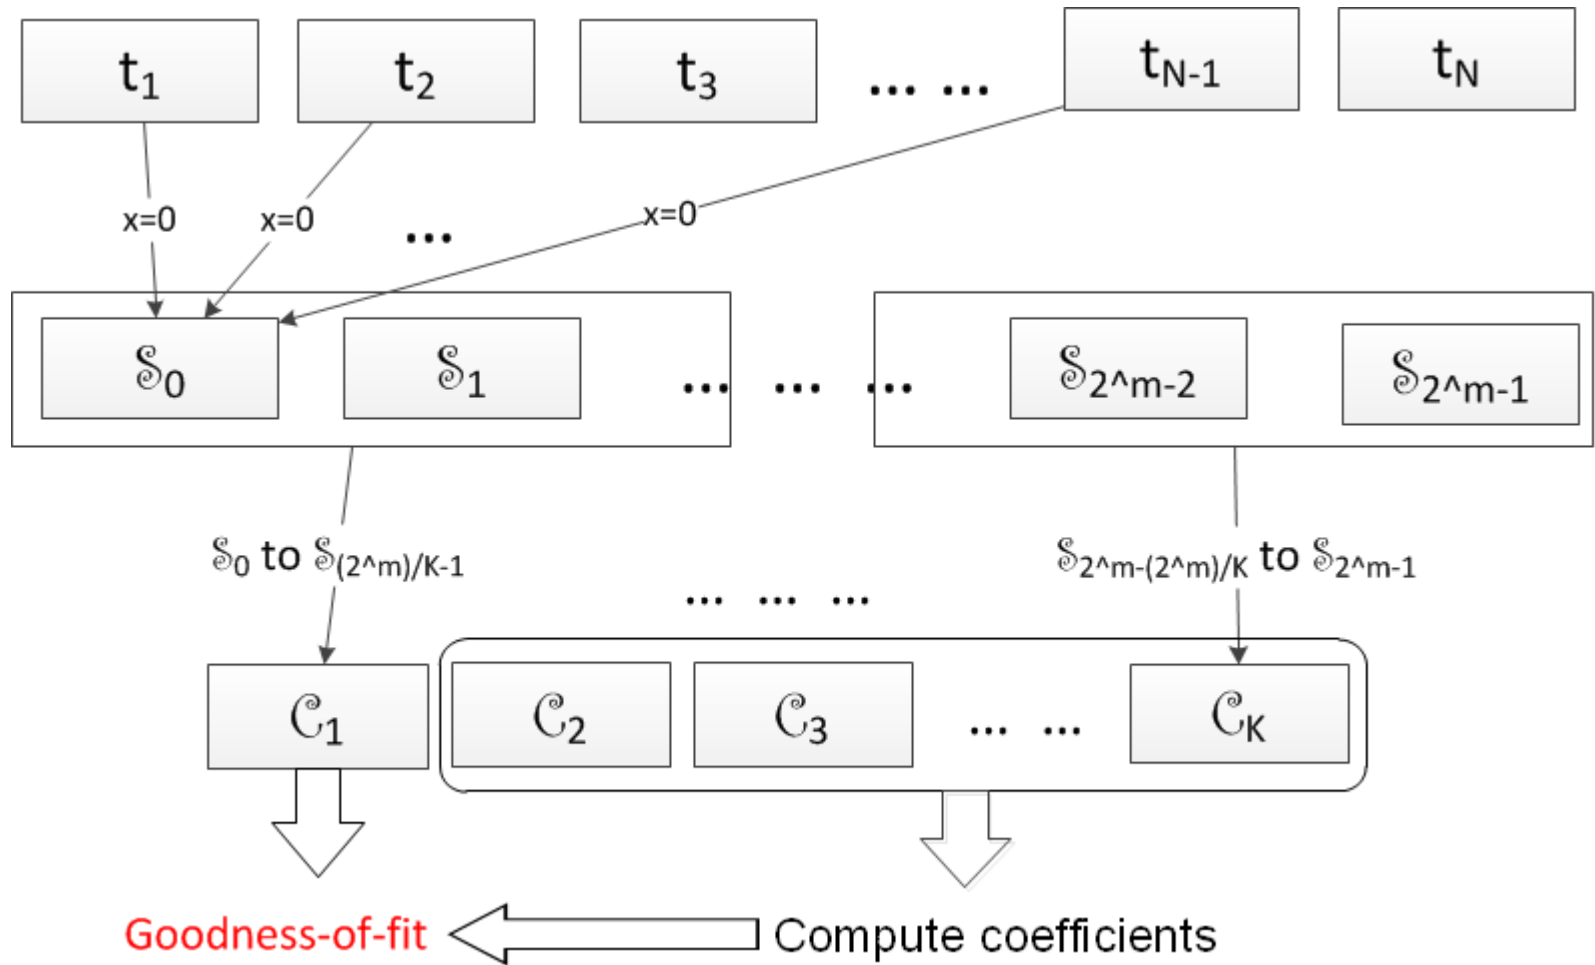 t1 t2 t3 ... ... tN-1 tN
x=0 x=0 ... x=0
S0 S1 ... ... ... S2^m-2 S2^m-1
S0 to S(2^m)/K-1 S2^m-(2^m)/K to S2^m-1
... ... ...
C1 C2 C3 ... ... CK
Goodness-of-fit Compute coefficients